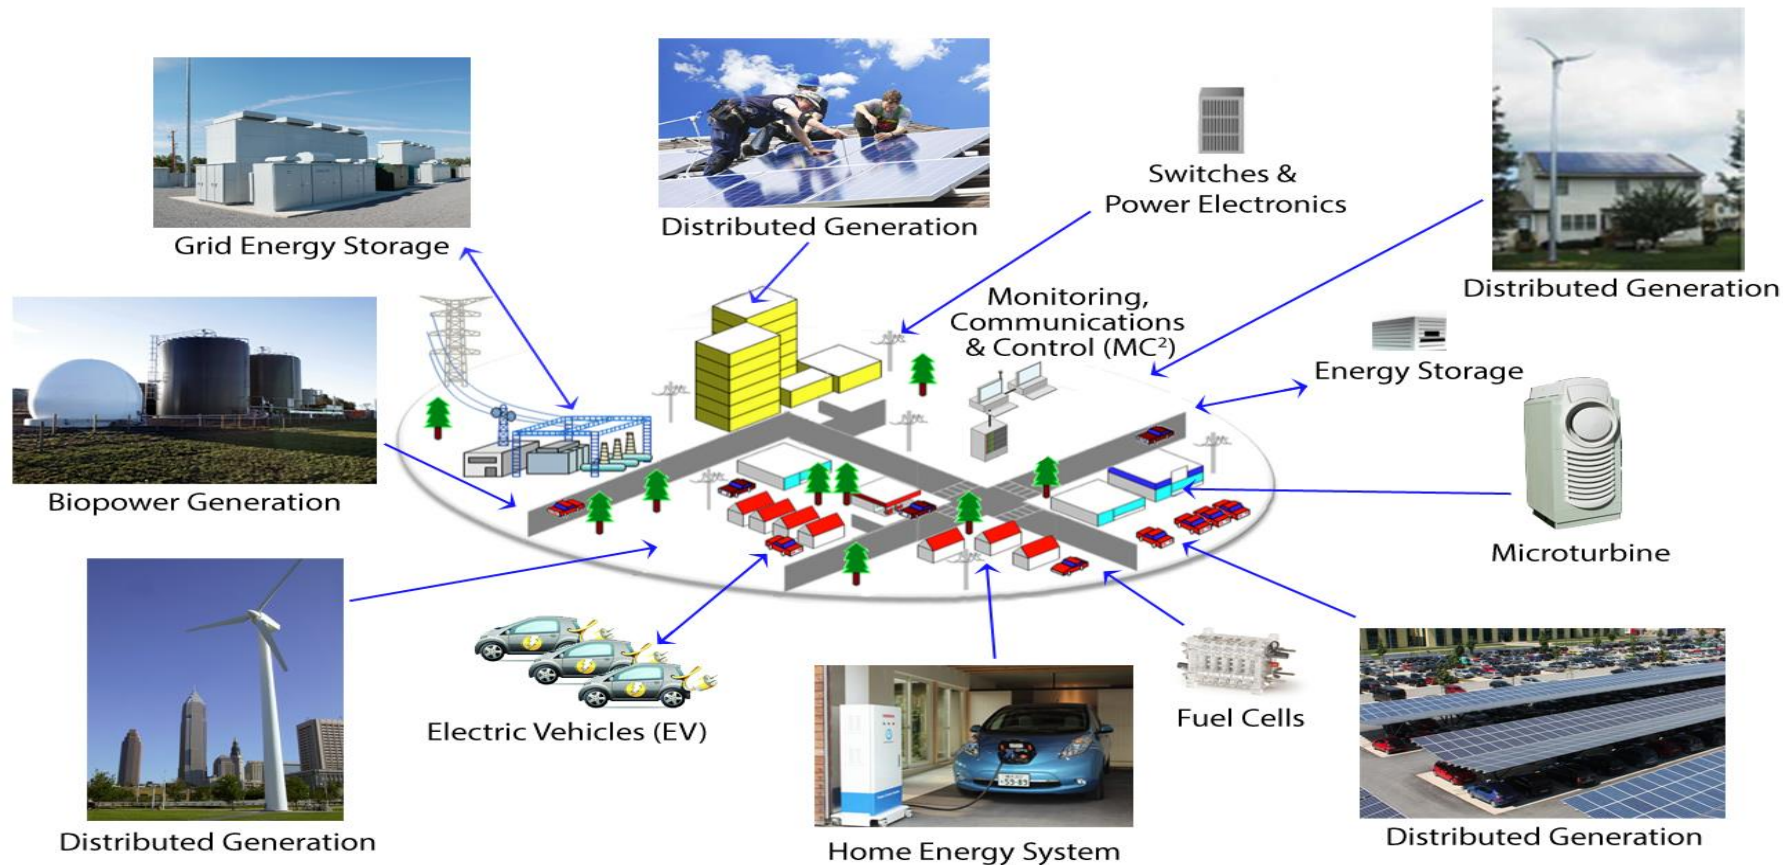 Grid Energy Storage
Distributed Generation
Switches &
Power Electronics
Distributed Generation
Monitoring,
Communications
& Control (MC²)
Energy Storage
Biopower Generation
Microturbine
Electric Vehicles (EV)
Fuel Cells
Distributed Generation
Home Energy System
Distributed Generation